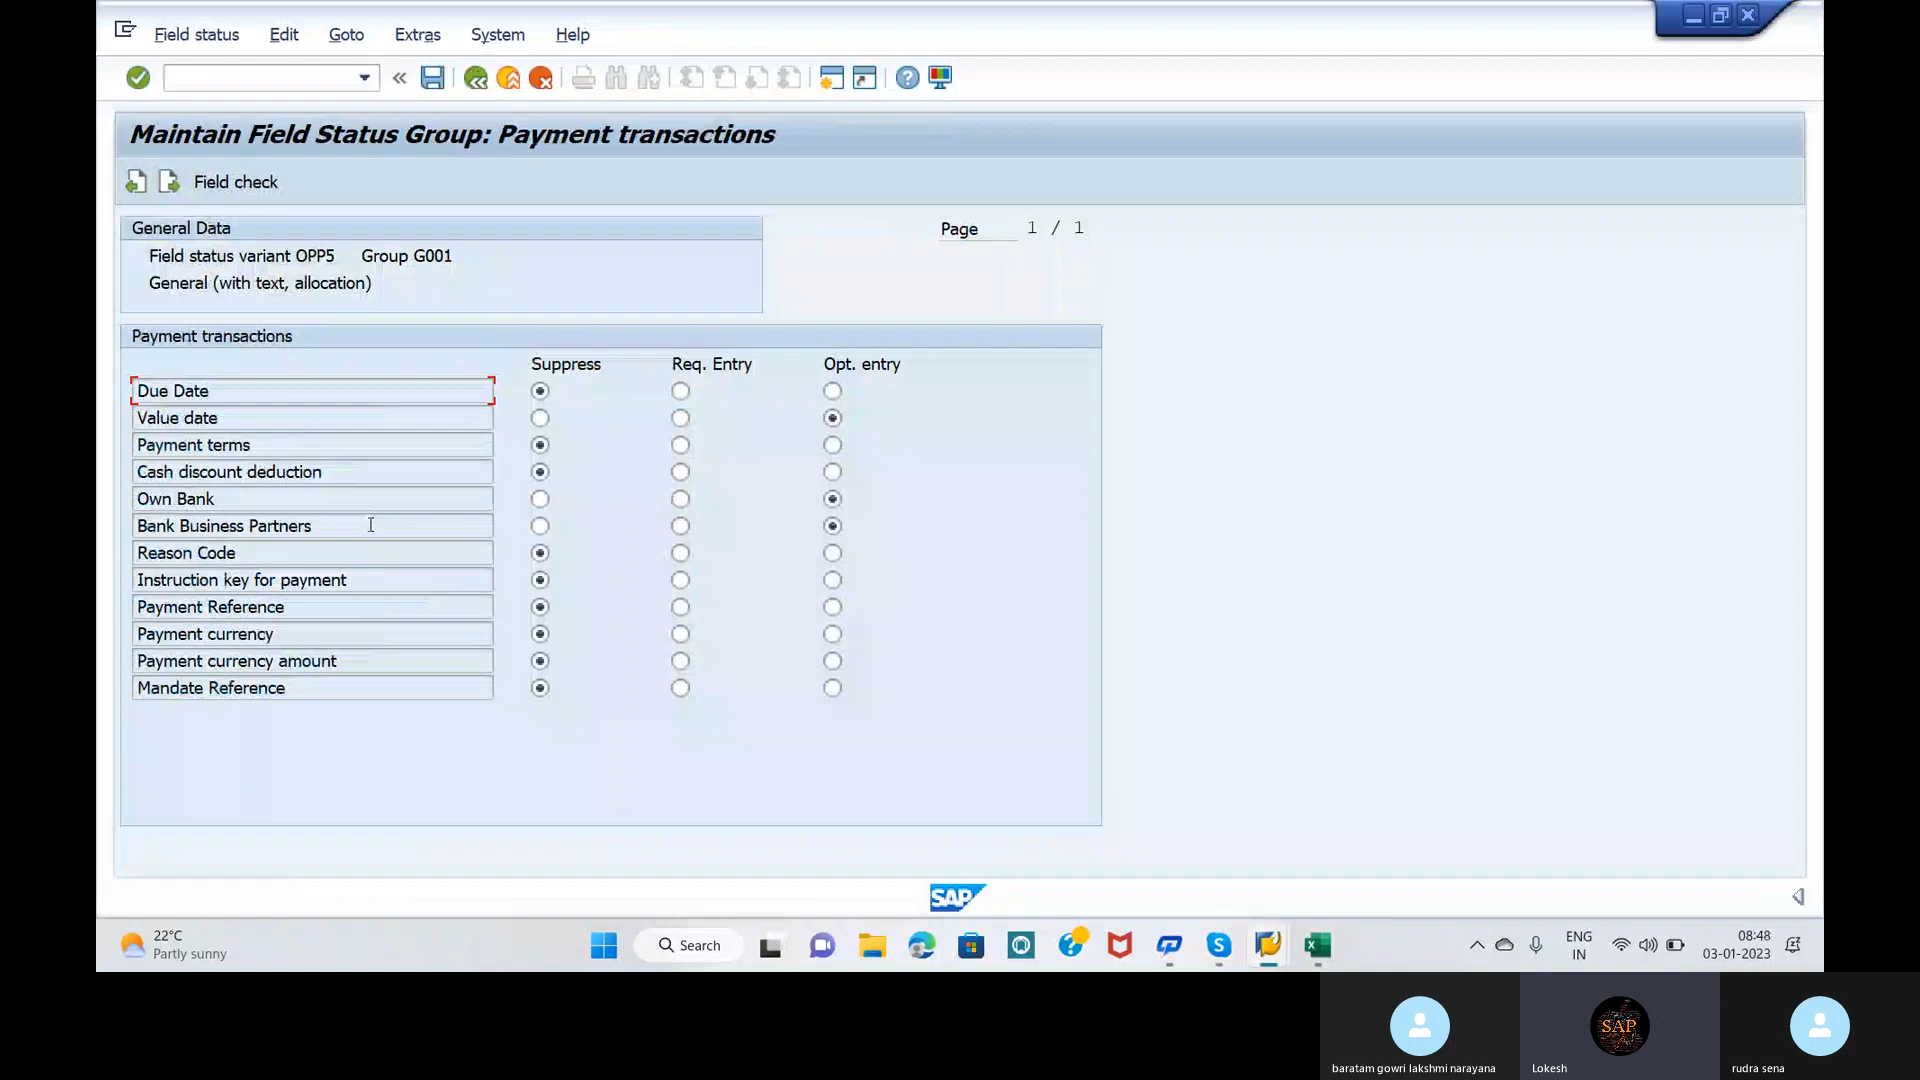 Field status Edit Goto Extras System Help
Maintain Field Status Group: Payment transactions
Field check
General Data
Page 1 / 1
Field status variant OPP5 Group G001
General (with text, allocation)
Payment transactions
Suppress Req. Entry Opt. entry
Due Date
Value date
Payment terms
Cash discount deduction
Own Bank
Bank Business Partners
Reason Code
Instruction key for payment
Payment Reference
Payment currency
Payment currency amount
Mandate Reference
SAP
22°C
Partly sunny
Search
ENG
IN
08:48
03-01-2023
SAP
baratam gowri lakshmi narayana
Lokesh
rudra sena